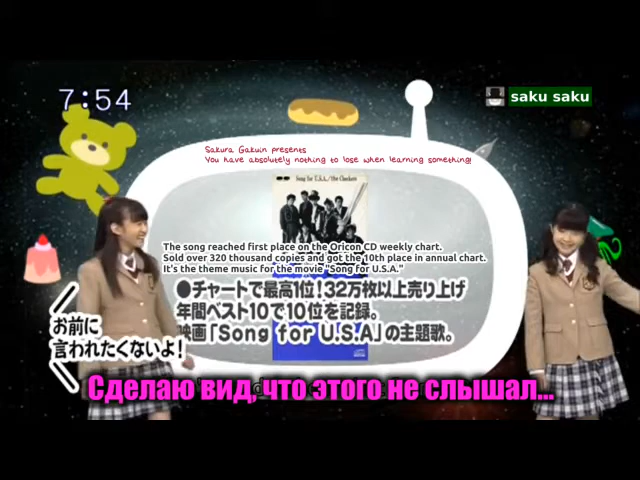 7:54
saku saku
Sakura Gakuin presents
You have absolutely nothing to lose when learning something!
Song for U.S.A./The Checkers
The song reached first place on the Oricon CD weekly chart.
Sold over 320 thousand copies and got the 10th place in annual chart.
It's the theme music for the movie "Song for U.S.A."
●チャートで最高1位!32万枚以上売り上げ
年間ベスト10で10位を記録。
映画「Song for U.S.A」の主題歌。
お前に
言われたくないよ!
Сделаю вид, что этого не слышал...